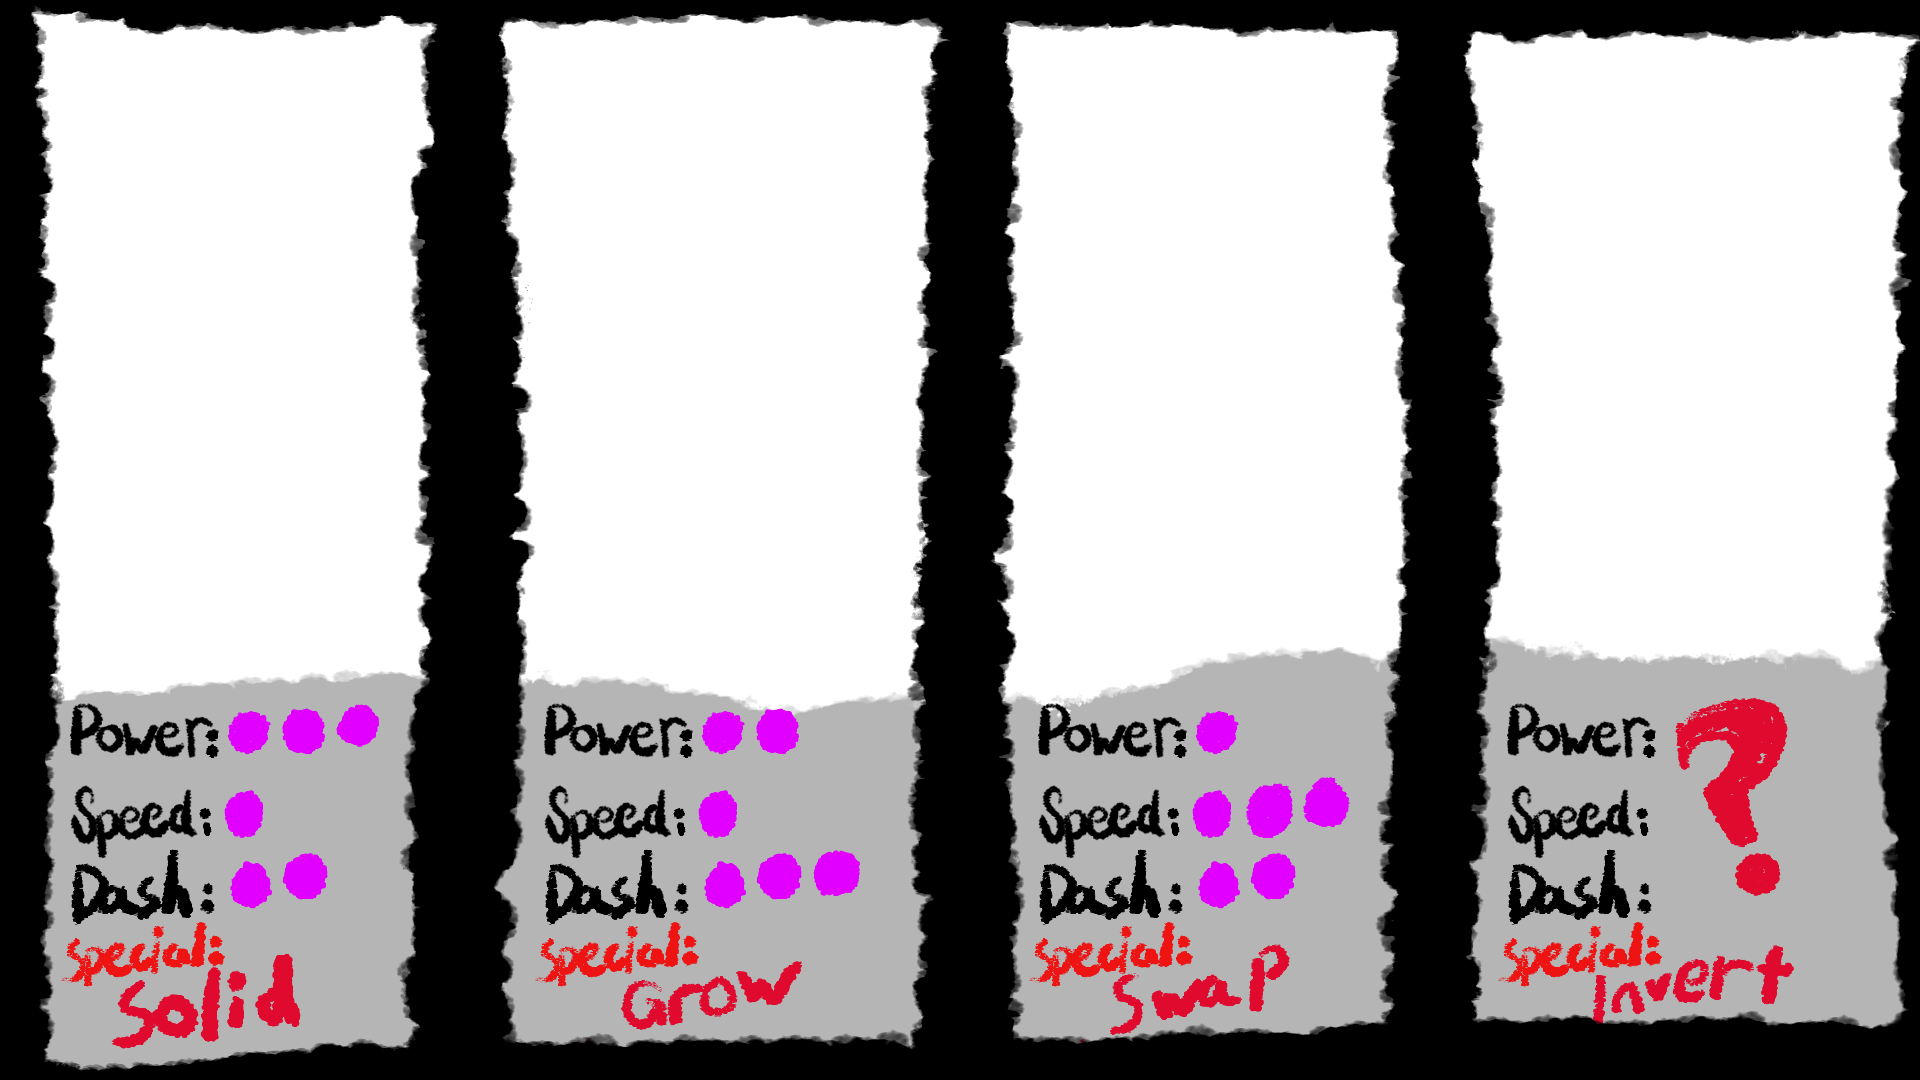 Power:
Speed:
Dash:
special:
Solid
Power:
Speed:
Dash:
special:
Grow
Power:
Speed:
Dash:
special:
Swap
Power:
Speed:
Dash:
?
special:
Invert